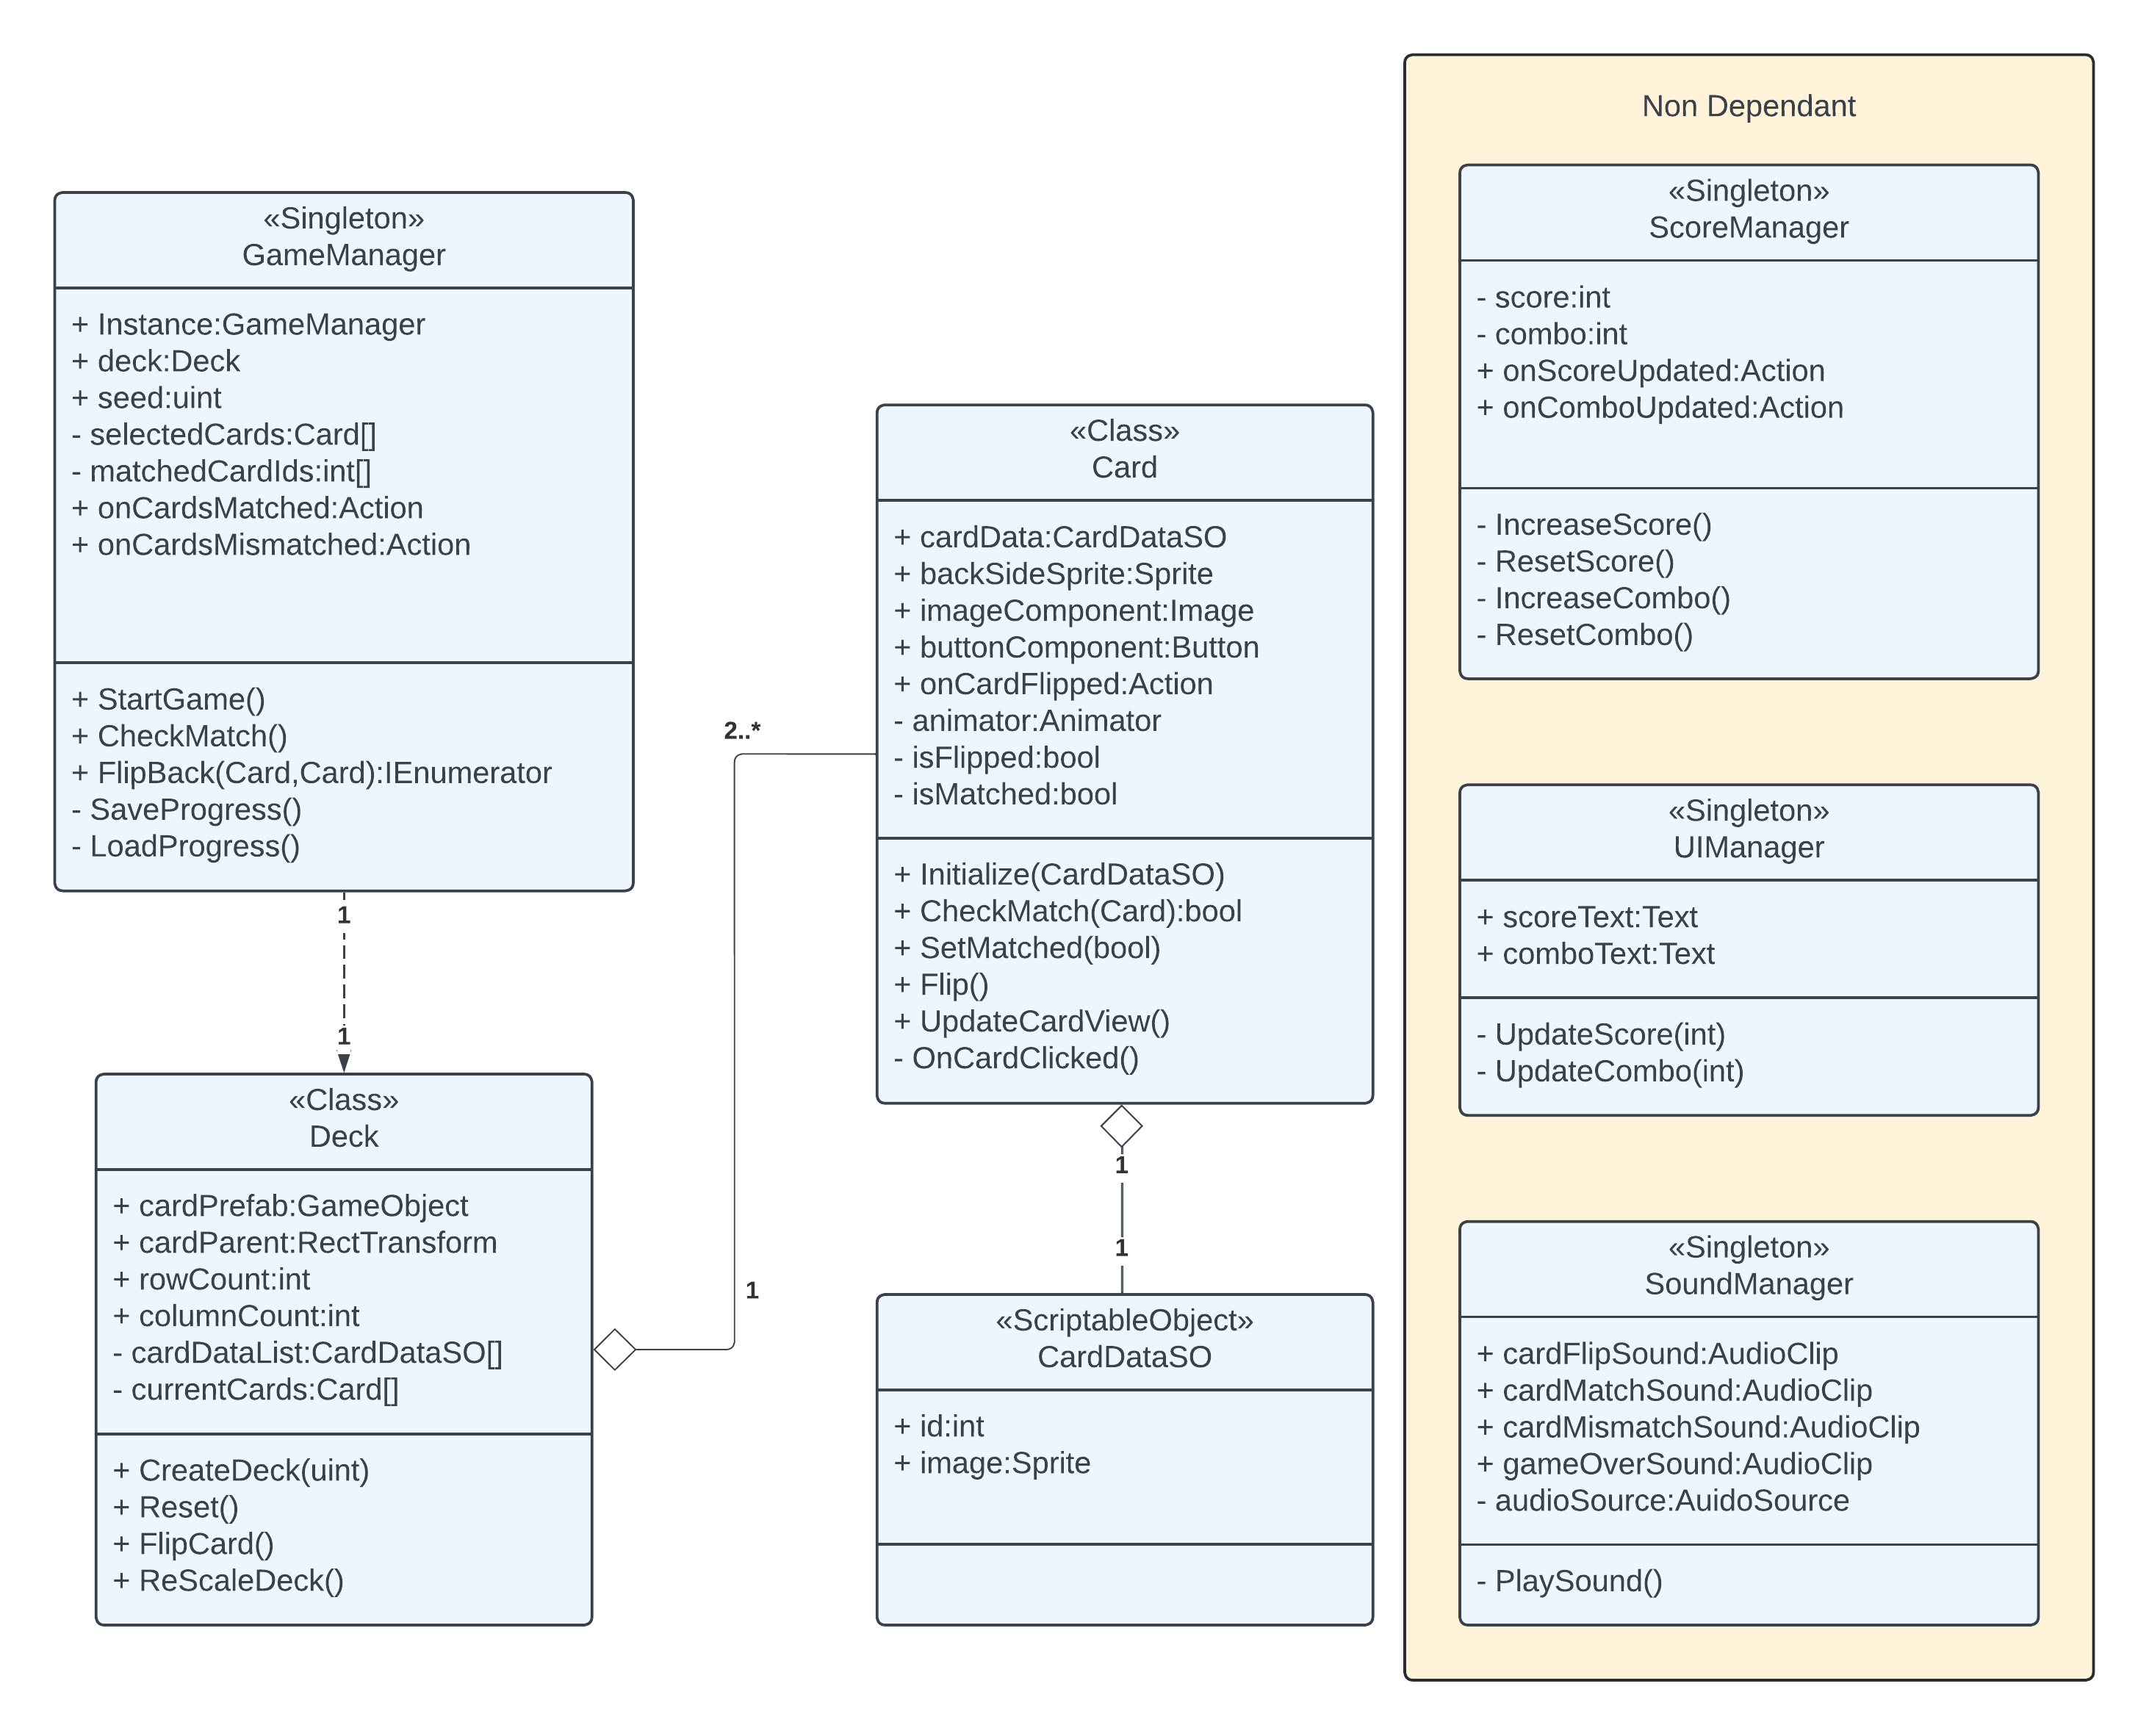 «Singleton»
GameManager
+ Instance:GameManager
+ deck:Deck
+ seed:uint
- selectedCards:Card[]
- matchedCardIds:int[]
+ onCardsMatched:Action
+ onCardsMismatched:Action
+ StartGame()
+ CheckMatch()
+ FlipBack(Card,Card):IEnumerator
- SaveProgress()
- LoadProgress()
1
1
«Class»
Deck
+ cardPrefab:GameObject
+ cardParent:RectTransform
+ rowCount:int
+ columnCount:int
- cardDataList:CardDataSO[]
- currentCards:Card[]
+ CreateDeck(uint)
+ Reset()
+ FlipCard()
+ ReScaleDeck()
2..*
1
«Class»
Card
+ cardData:CardDataSO
+ backSideSprite:Sprite
+ imageComponent:Image
+ buttonComponent:Button
+ onCardFlipped:Action
- animator:Animator
- isFlipped:bool
- isMatched:bool
+ Initialize(CardDataSO)
+ CheckMatch(Card):bool
+ SetMatched(bool)
+ Flip()
+ UpdateCardView()
- OnCardClicked()
1
1
«ScriptableObject»
CardDataSO
+ id:int
+ image:Sprite
Non Dependant
«Singleton»
ScoreManager
- score:int
- combo:int
+ onScoreUpdated:Action
+ onComboUpdated:Action
- IncreaseScore()
- ResetScore()
- IncreaseCombo()
- ResetCombo()
«Singleton»
UIManager
+ scoreText:Text
+ comboText:Text
- UpdateScore(int)
- UpdateCombo(int)
«Singleton»
SoundManager
+ cardFlipSound:AudioClip
+ cardMatchSound:AudioClip
+ cardMismatchSound:AudioClip
+ gameOverSound:AudioClip
- audioSource:AuidoSource
- PlaySound()